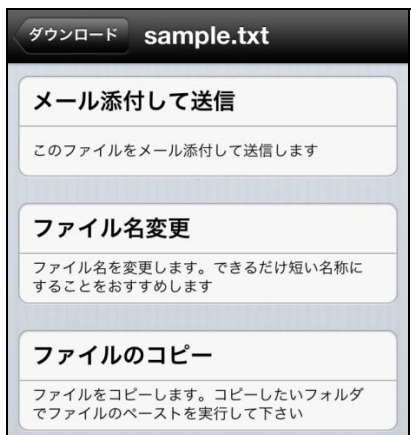 ダウンロード sample.txt
メール添付して送信
このファイルをメール添付して送信します
ファイル名変更
ファイル名を変更します。できるだけ短い名称に
することをおすすめします
ファイルのコピー
ファイルをコピーします。コピーしたいフォルダ
でファイルのペーストを実行して下さい